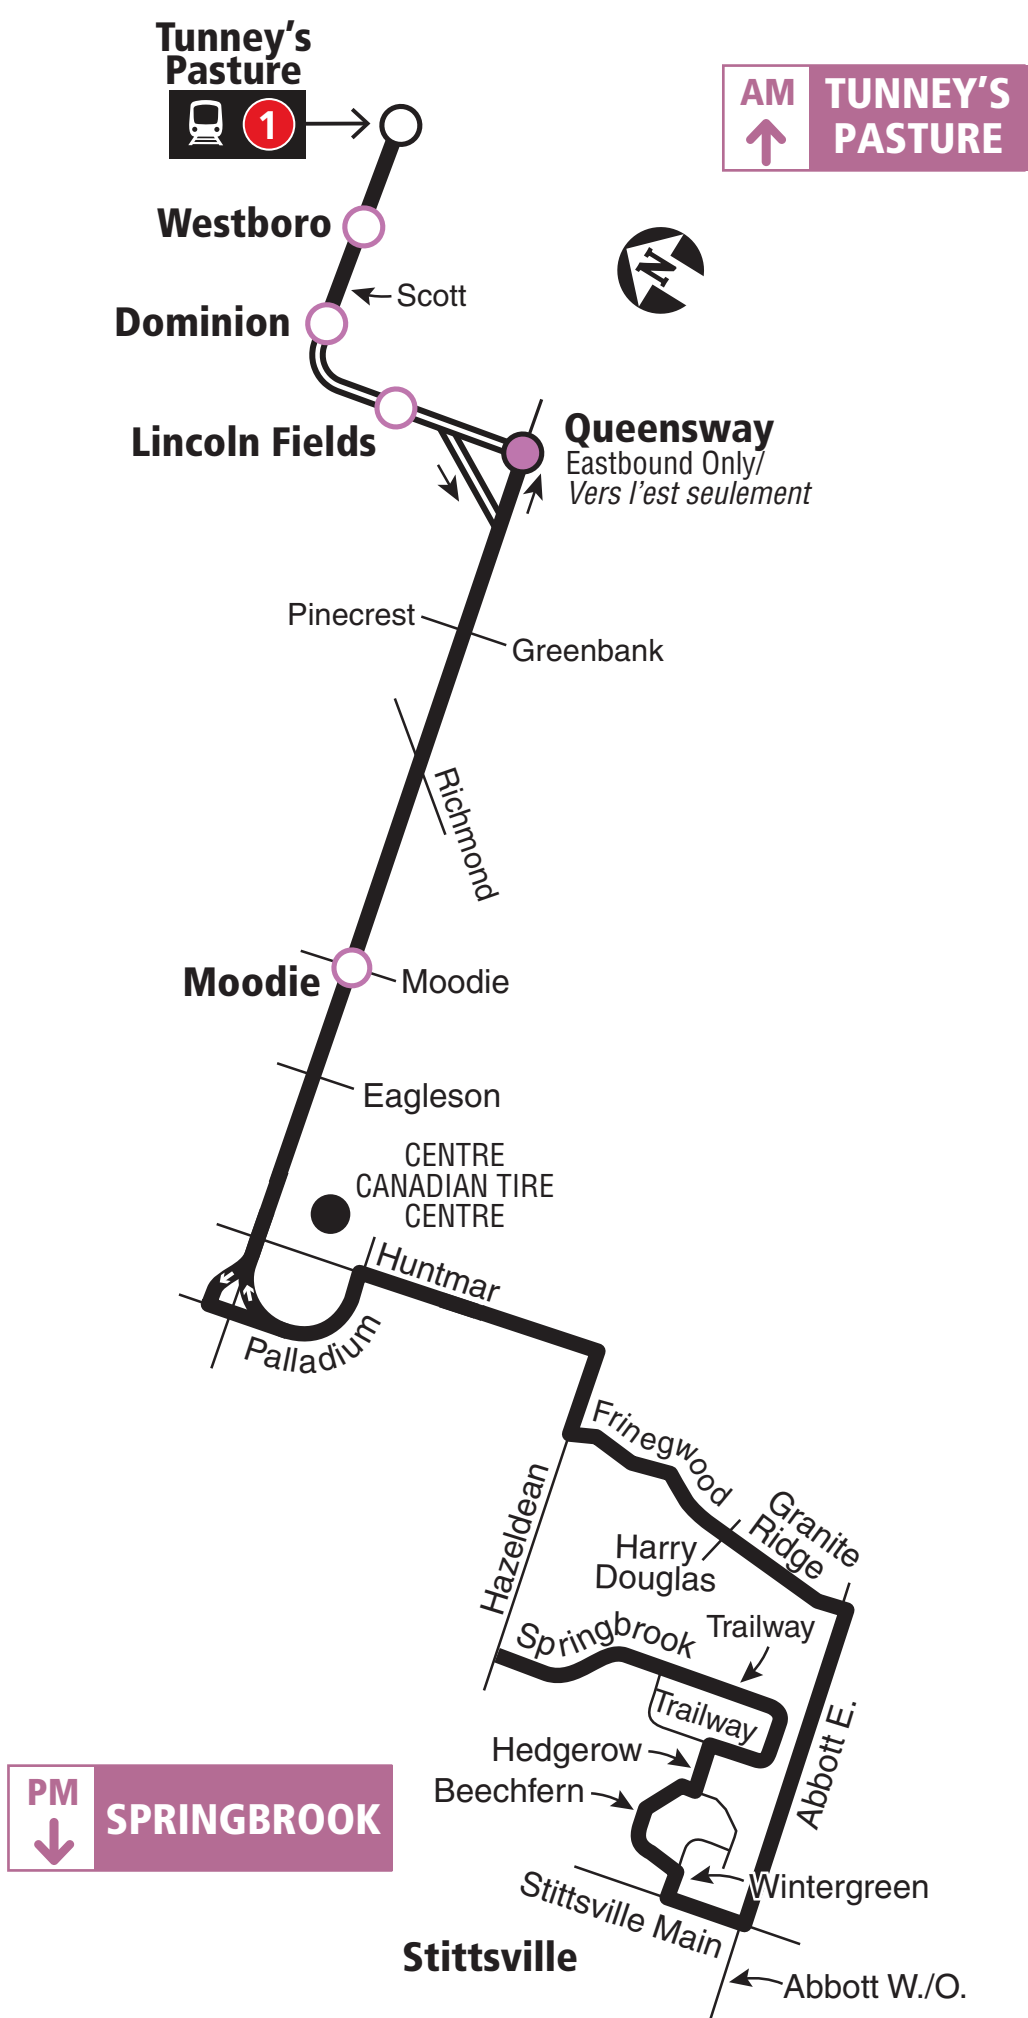 Tunney's
Pasture
1
AM
TUNNEY'S
PASTURE
Westboro
N
Scott
Dominion
Lincoln Fields
Queensway
Eastbound Only/
Vers l'est seulement
Pinecrest
Greenbank
Richmond
Moodie
Moodie
Eagleson
CENTRE
CANADIAN TIRE
CENTRE
Huntmar
Palladium
Frinegwood
Granite
Ridge
Hazeldean
Harry
Douglas
Springbrook
Trailway
Trailway
Abbott E.
Hedgerow
Beechfern
PM
SPRINGBROOK
Wintergreen
Stittsville Main
Stittsville
Abbott W./O.